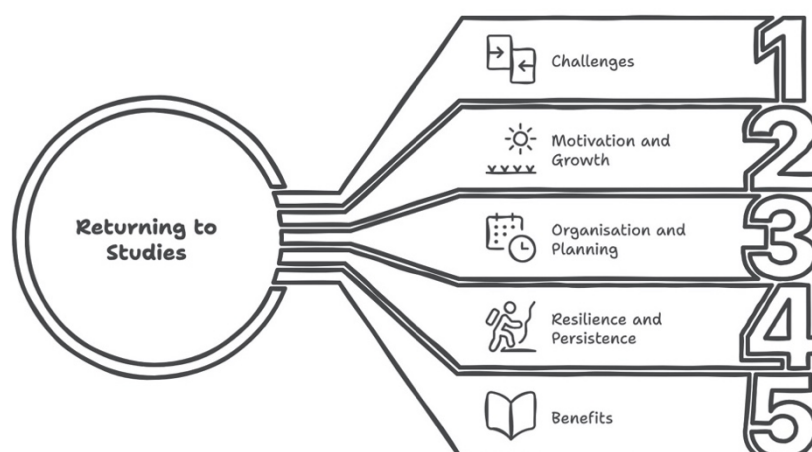 Returning to
Studies
Challenges
1
Motivation and
Growth
2
Organisation and
Planning
3
Resilience and
Persistence
4
Benefits
5